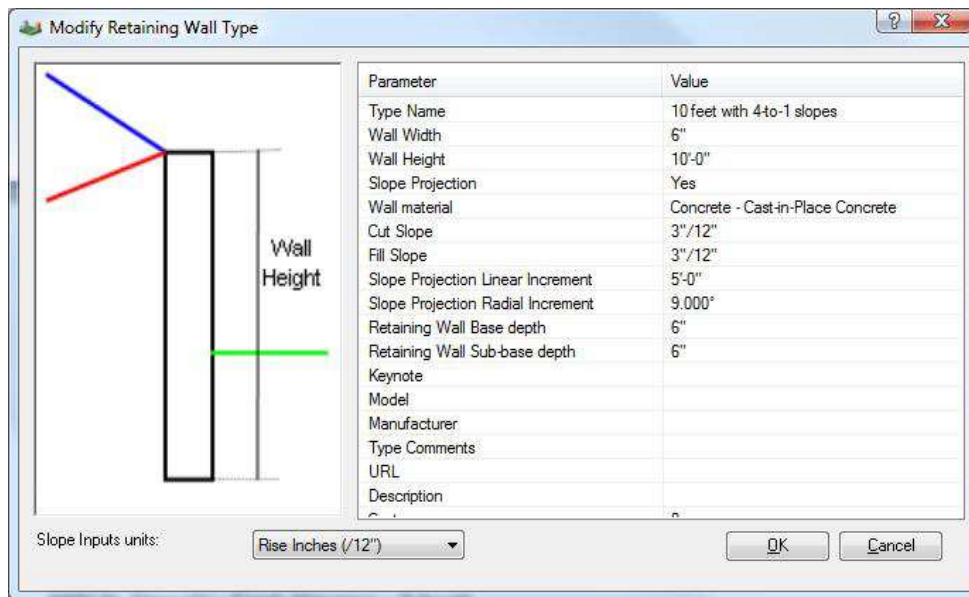 Modify Retaining Wall Type
Wall
Height
Parameter Value
Type Name 10 feet with 4-to-1 slopes
Wall Width 6"
Wall Height 10'-0"
Slope Projection Yes
Wall material Concrete - Cast-in-Place Concrete
Cut Slope 3"/12"
Fill Slope 3"/12"
Slope Projection Linear Increment 5'-0"
Slope Projection Radial Increment 9.000°
Retaining Wall Base depth 6"
Retaining Wall Sub-base depth 6"
Keynote
Model
Manufacturer
Type Comments
URL
Description
Slope Inputs units: Rise Inches (/12") OK Cancel